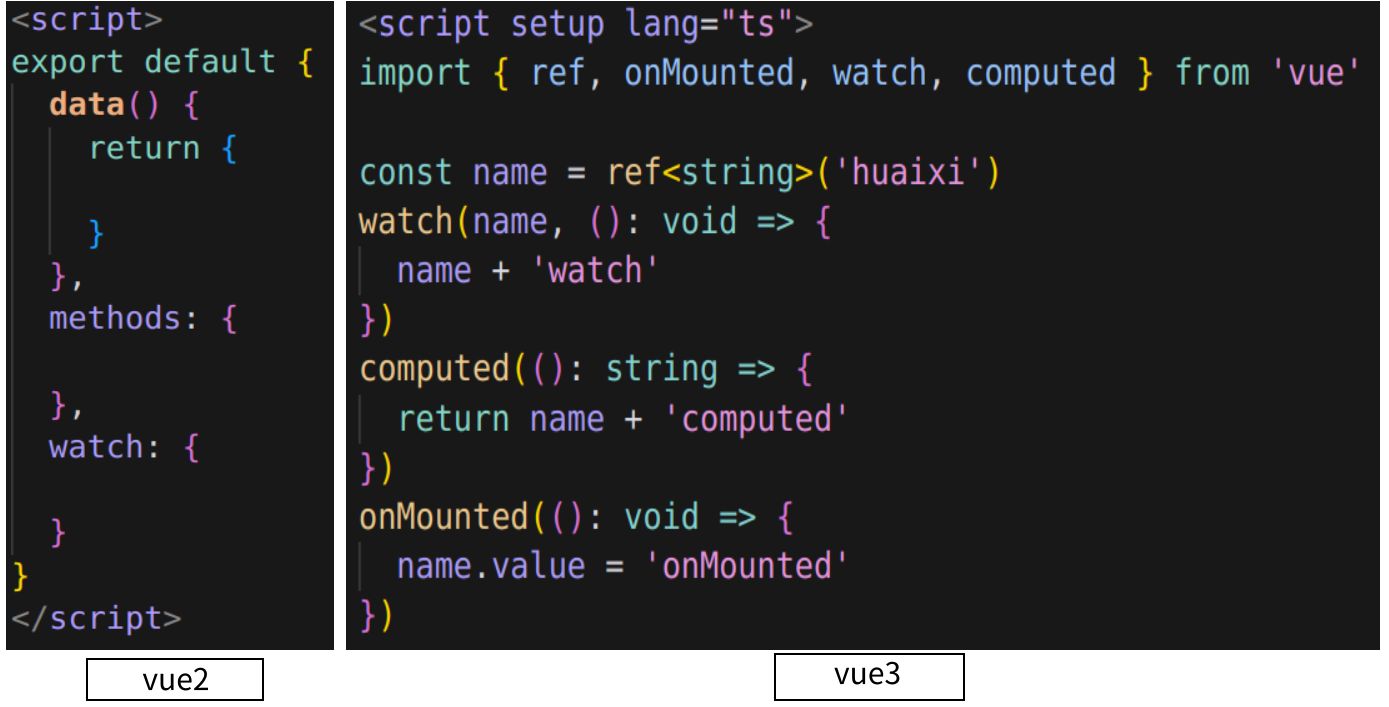 <script>
export default {
  data() {
    return {

    }
  },
  methods: {

  },
  watch: {

  }
}
</script>
vue2
<script setup lang="ts">
import { ref, onMounted, watch, computed } from 'vue'

const name = ref<string>('huaixi')
watch(name, (): void => {
  name + 'watch'
})
computed((): string => {
  return name + 'computed'
})
onMounted((): void => {
  name.value = 'onMounted'
})
vue3